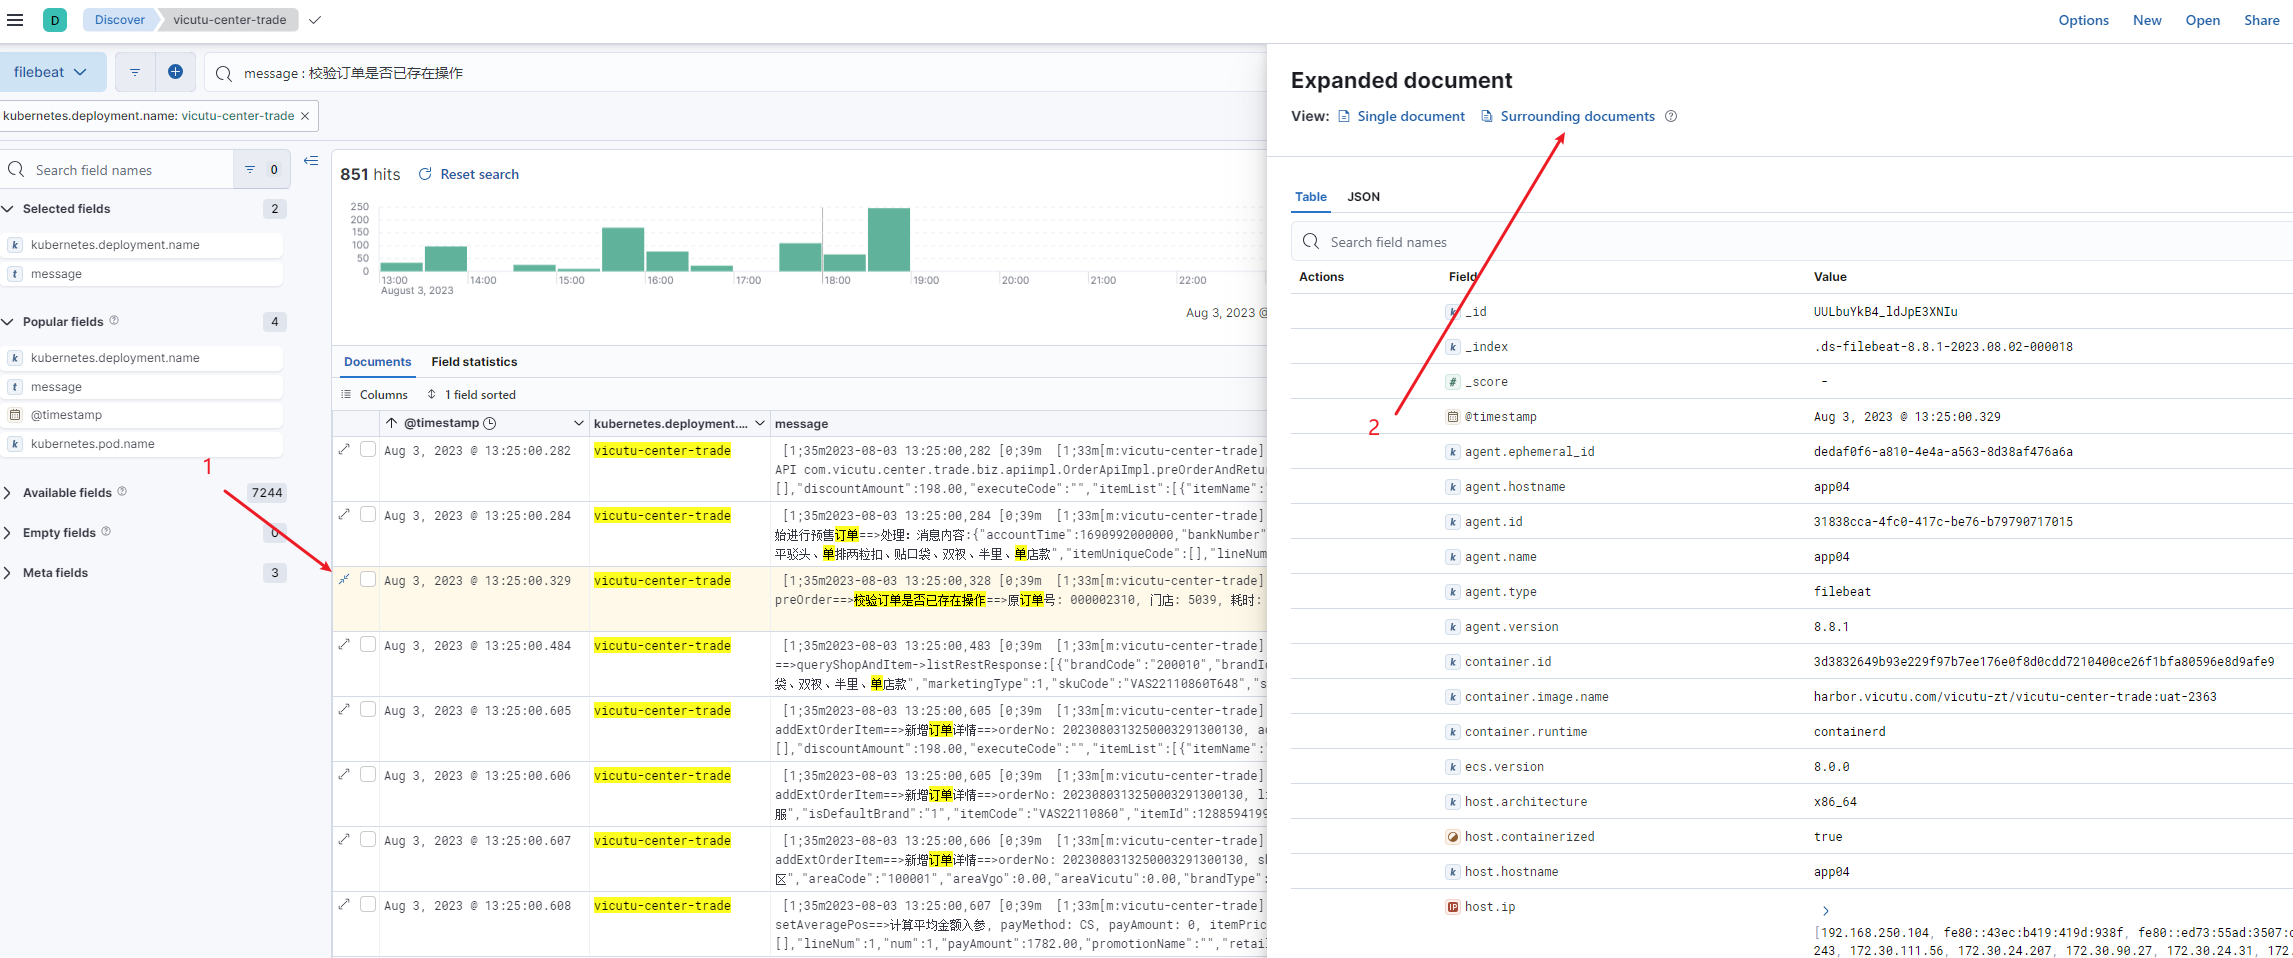 D Discover vicutu-center-trade
Options New Open Share
filebeat
message : 校验订单是否已存在操作
kubernetes.deployment.name: vicutu-center-trade ×
Search field names 0
Selected fields 2
k kubernetes.deployment.name
t message
Popular fields 4
k kubernetes.deployment.name
t message
@timestamp
k kubernetes.pod.name
1
Available fields 7244
Empty fields 0
Meta fields 3
851 hits Reset search
250
200
150
100
50
0
13:00 14:00 15:00 16:00 17:00 18:00 19:00 20:00 21:00 22:00
August 3, 2023
Aug 3, 2023 @
Documents Field statistics
Columns 1 field sorted
@timestamp kubernetes.deployment.... message
Aug 3, 2023 @ 13:25:00.282 vicutu-center-trade [1;35m2023-08-03 13:25:00,282 [0;39m [1;33m[m:vicutu-center-trade]
API com.vicutu.center.trade.biz.apiimpl.OrderApiImpl.preOrderAndRetu
[],"discountAmount":198.00,"executeCode":"","itemList":[{"itemName":"
Aug 3, 2023 @ 13:25:00.284 vicutu-center-trade [1;35m2023-08-03 13:25:00,284 [0;39m [1;33m[m:vicutu-center-trade]
始进行预售订单==>处理: 消息内容:{"accountTime":1690992000000,"bankNumber"
平驳头、单排两粒扣、贴口袋、双衩、半里、单店款","itemUniqueCode":[],"lineNum
Aug 3, 2023 @ 13:25:00.329 vicutu-center-trade [1;35m2023-08-03 13:25:00,328 [0;39m [1;33m[m:vicutu-center-trade]
preOrder==>校验订单是否已存在操作==>原订单号: 000002310, 门店: 5039, 耗时:
Aug 3, 2023 @ 13:25:00.484 vicutu-center-trade [1;35m2023-08-03 13:25:00,483 [0;39m [1;33m[m:vicutu-center-trade]
==>queryShopAndItem->listRestResponse:[{"brandCode":"200010","brandId
袋、双衩、半里、单店款","marketingType":1,"skuCode":"VAS22110860T648","s
Aug 3, 2023 @ 13:25:00.605 vicutu-center-trade [1;35m2023-08-03 13:25:00,605 [0;39m [1;33m[m:vicutu-center-trade]
addExtOrderItem==>新增订单详情==>orderNo: 2023080313250003291300130, ad
[],"discountAmount":198.00,"executeCode":"","itemList":[{"itemName":"
Aug 3, 2023 @ 13:25:00.606 vicutu-center-trade [1;35m2023-08-03 13:25:00,605 [0;39m [1;33m[m:vicutu-center-trade]
addExtOrderItem==>新增订单详情==>orderNo: 2023080313250003291300130, l
服","isDefaultBrand":"1","itemCode":"VAS22110860","itemId":1288594199
Aug 3, 2023 @ 13:25:00.607 vicutu-center-trade [1;35m2023-08-03 13:25:00,606 [0;39m [1;33m[m:vicutu-center-trade]
addExtOrderItem==>新增订单详情==>orderNo: 2023080313250003291300130, sk
区","areaCode":"100001","areaVgo":0.00,"areaVicutu":0.00,"brandType":
Aug 3, 2023 @ 13:25:00.608 vicutu-center-trade [1;35m2023-08-03 13:25:00,607 [0;39m [1;33m[m:vicutu-center-trade]
setAveragePos==>计算平均金额入参, payMethod: CS, payAmount: 0, itemPric
[],"lineNum":1,"num":1,"payAmount":1782.00,"promotionName":"","retai
Expanded document
View: Single document Surrounding documents
Table JSON
Search field names
Actions Field Value
k _id UULbuYkB4_ldJpE3XNIu
k _index .ds-filebeat-8.8.1-2023.08.02-000018
# _score -
@timestamp Aug 3, 2023 @ 13:25:00.329
2
k agent.ephemeral_id dedaf0f6-a810-4e4a-a563-8d38af476a6a
k agent.hostname app04
k agent.id 31838cca-4fc0-417c-be76-b79790717015
k agent.name app04
k agent.type filebeat
k agent.version 8.8.1
k container.id 3d3832649b93e229f97b7ee176e0f8d0cdd7210400ce26f1bfa80596e8d9afe9
k container.image.name harbor.vicutu.com/vicutu-zt/vicutu-center-trade:uat-2363
k container.runtime containerd
k ecs.version 8.0.0
k host.architecture x86_64
host.containerized true
k host.hostname app04
IP host.ip
[192.168.250.104, fe80::43ec:b419:419d:938f, fe80::ed73:55ad:3507:c
243, 172.30.111.56, 172.30.24.207, 172.30.90.27, 172.30.24.31, 172.